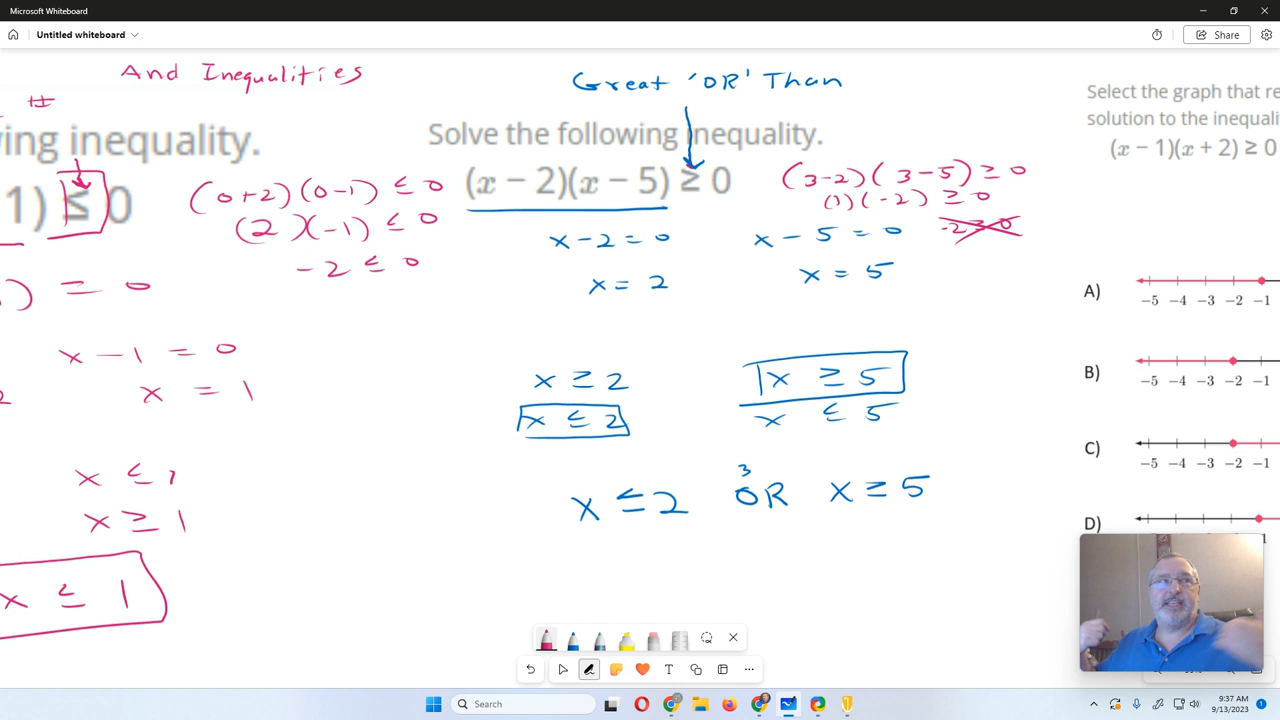 Microsoft Whiteboard
Untitled whiteboard
Share
And Inequalities
wing inequality.
1) ≤ 0
(0+2)(0-1) ≤ 0
(2)(-1) ≤ 0
-2 ≤ 0
) = 0
x - 1 = 0
2
x = 1
x ≤ 1
x ≥ 1
x ≤ 1
Great 'OR' Than
Solve the following inequality.
(x − 2)(x − 5) ≥ 0
(3-2)(3-5) ≥ 0
(1)(-2) ≥ 0
-2 ≥ 0
x-2 = 0
x - 5 = 0
x = 2
x = 5
x ≥ 2
x ≥ 5
x ≤ 2
x ≤ 5
3
x ≤ 2 OR x ≥ 5
Select the graph that re
solution to the inequali
(x − 1)(x + 2) ≥ 0
A)
−5 −4 −3 −2 −1
B)
−5 −4 −3 −2 −1
C)
−5 −4 −3 −2 −1
D)
Search
9:37 AM
9/13/2023